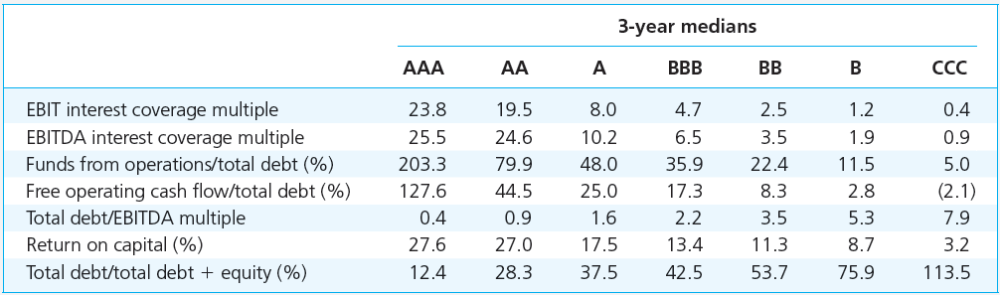 3-year medians
AAA AA A BBB BB B CCC
EBIT interest coverage multiple 23.8 19.5 8.0 4.7 2.5 1.2 0.4
EBITDA interest coverage multiple 25.5 24.6 10.2 6.5 3.5 1.9 0.9
Funds from operations/total debt (%) 203.3 79.9 48.0 35.9 22.4 11.5 5.0
Free operating cash flow/total debt (%) 127.6 44.5 25.0 17.3 8.3 2.8 (2.1)
Total debt/EBITDA multiple 0.4 0.9 1.6 2.2 3.5 5.3 7.9
Return on capital (%) 27.6 27.0 17.5 13.4 11.3 8.7 3.2
Total debt/total debt + equity (%) 12.4 28.3 37.5 42.5 53.7 75.9 113.5